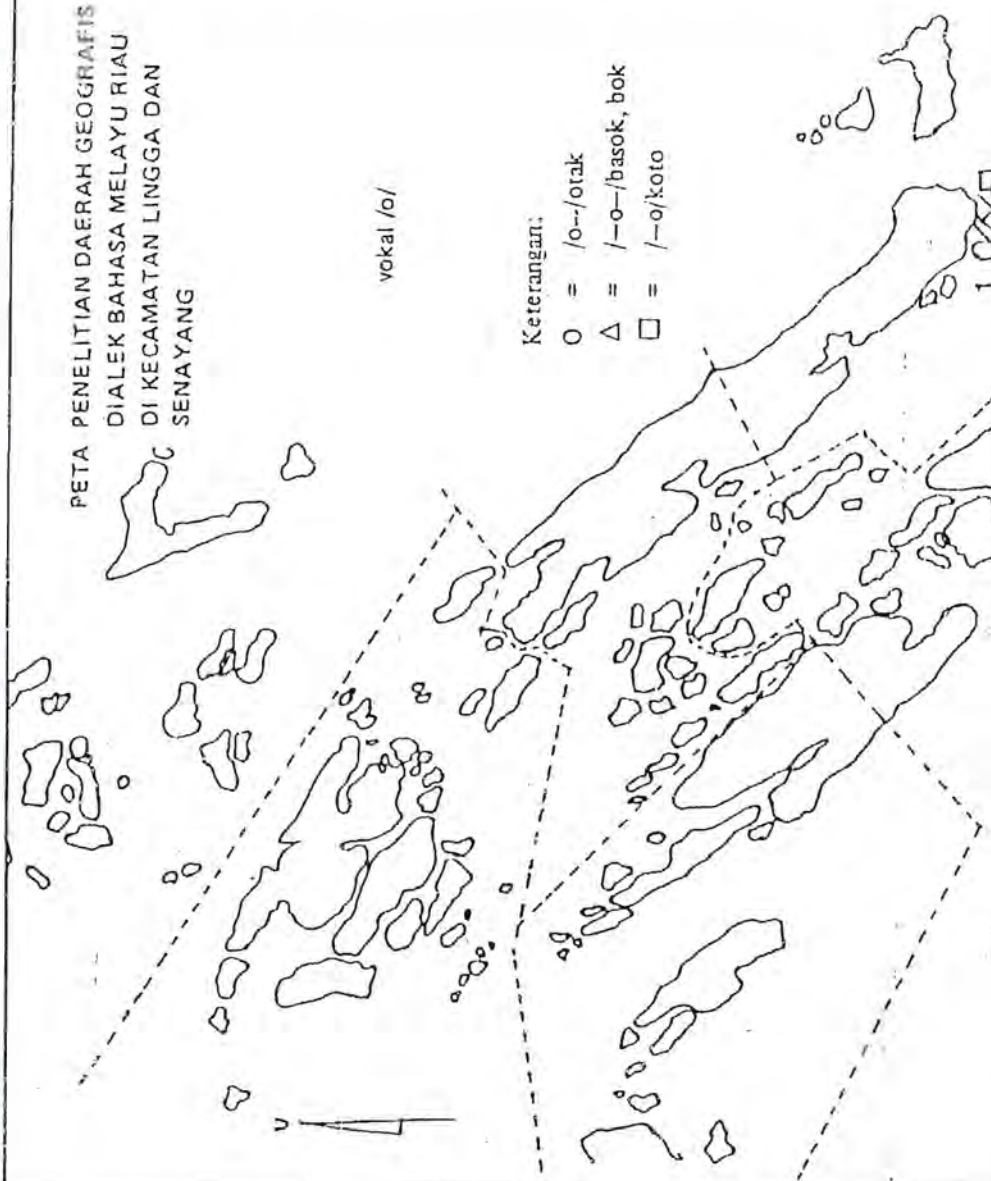 PETA PENELITIAN DAERAH GEOGRAFIS
DIALEK BAHASA MELAYU RIAU
DI KECAMATAN LINGGA DAN
SENAYANG
vokal /o/
Keterangan:
O = /o--/otak
△ = /-o-/basok, bok
□ = /-o/koto
U